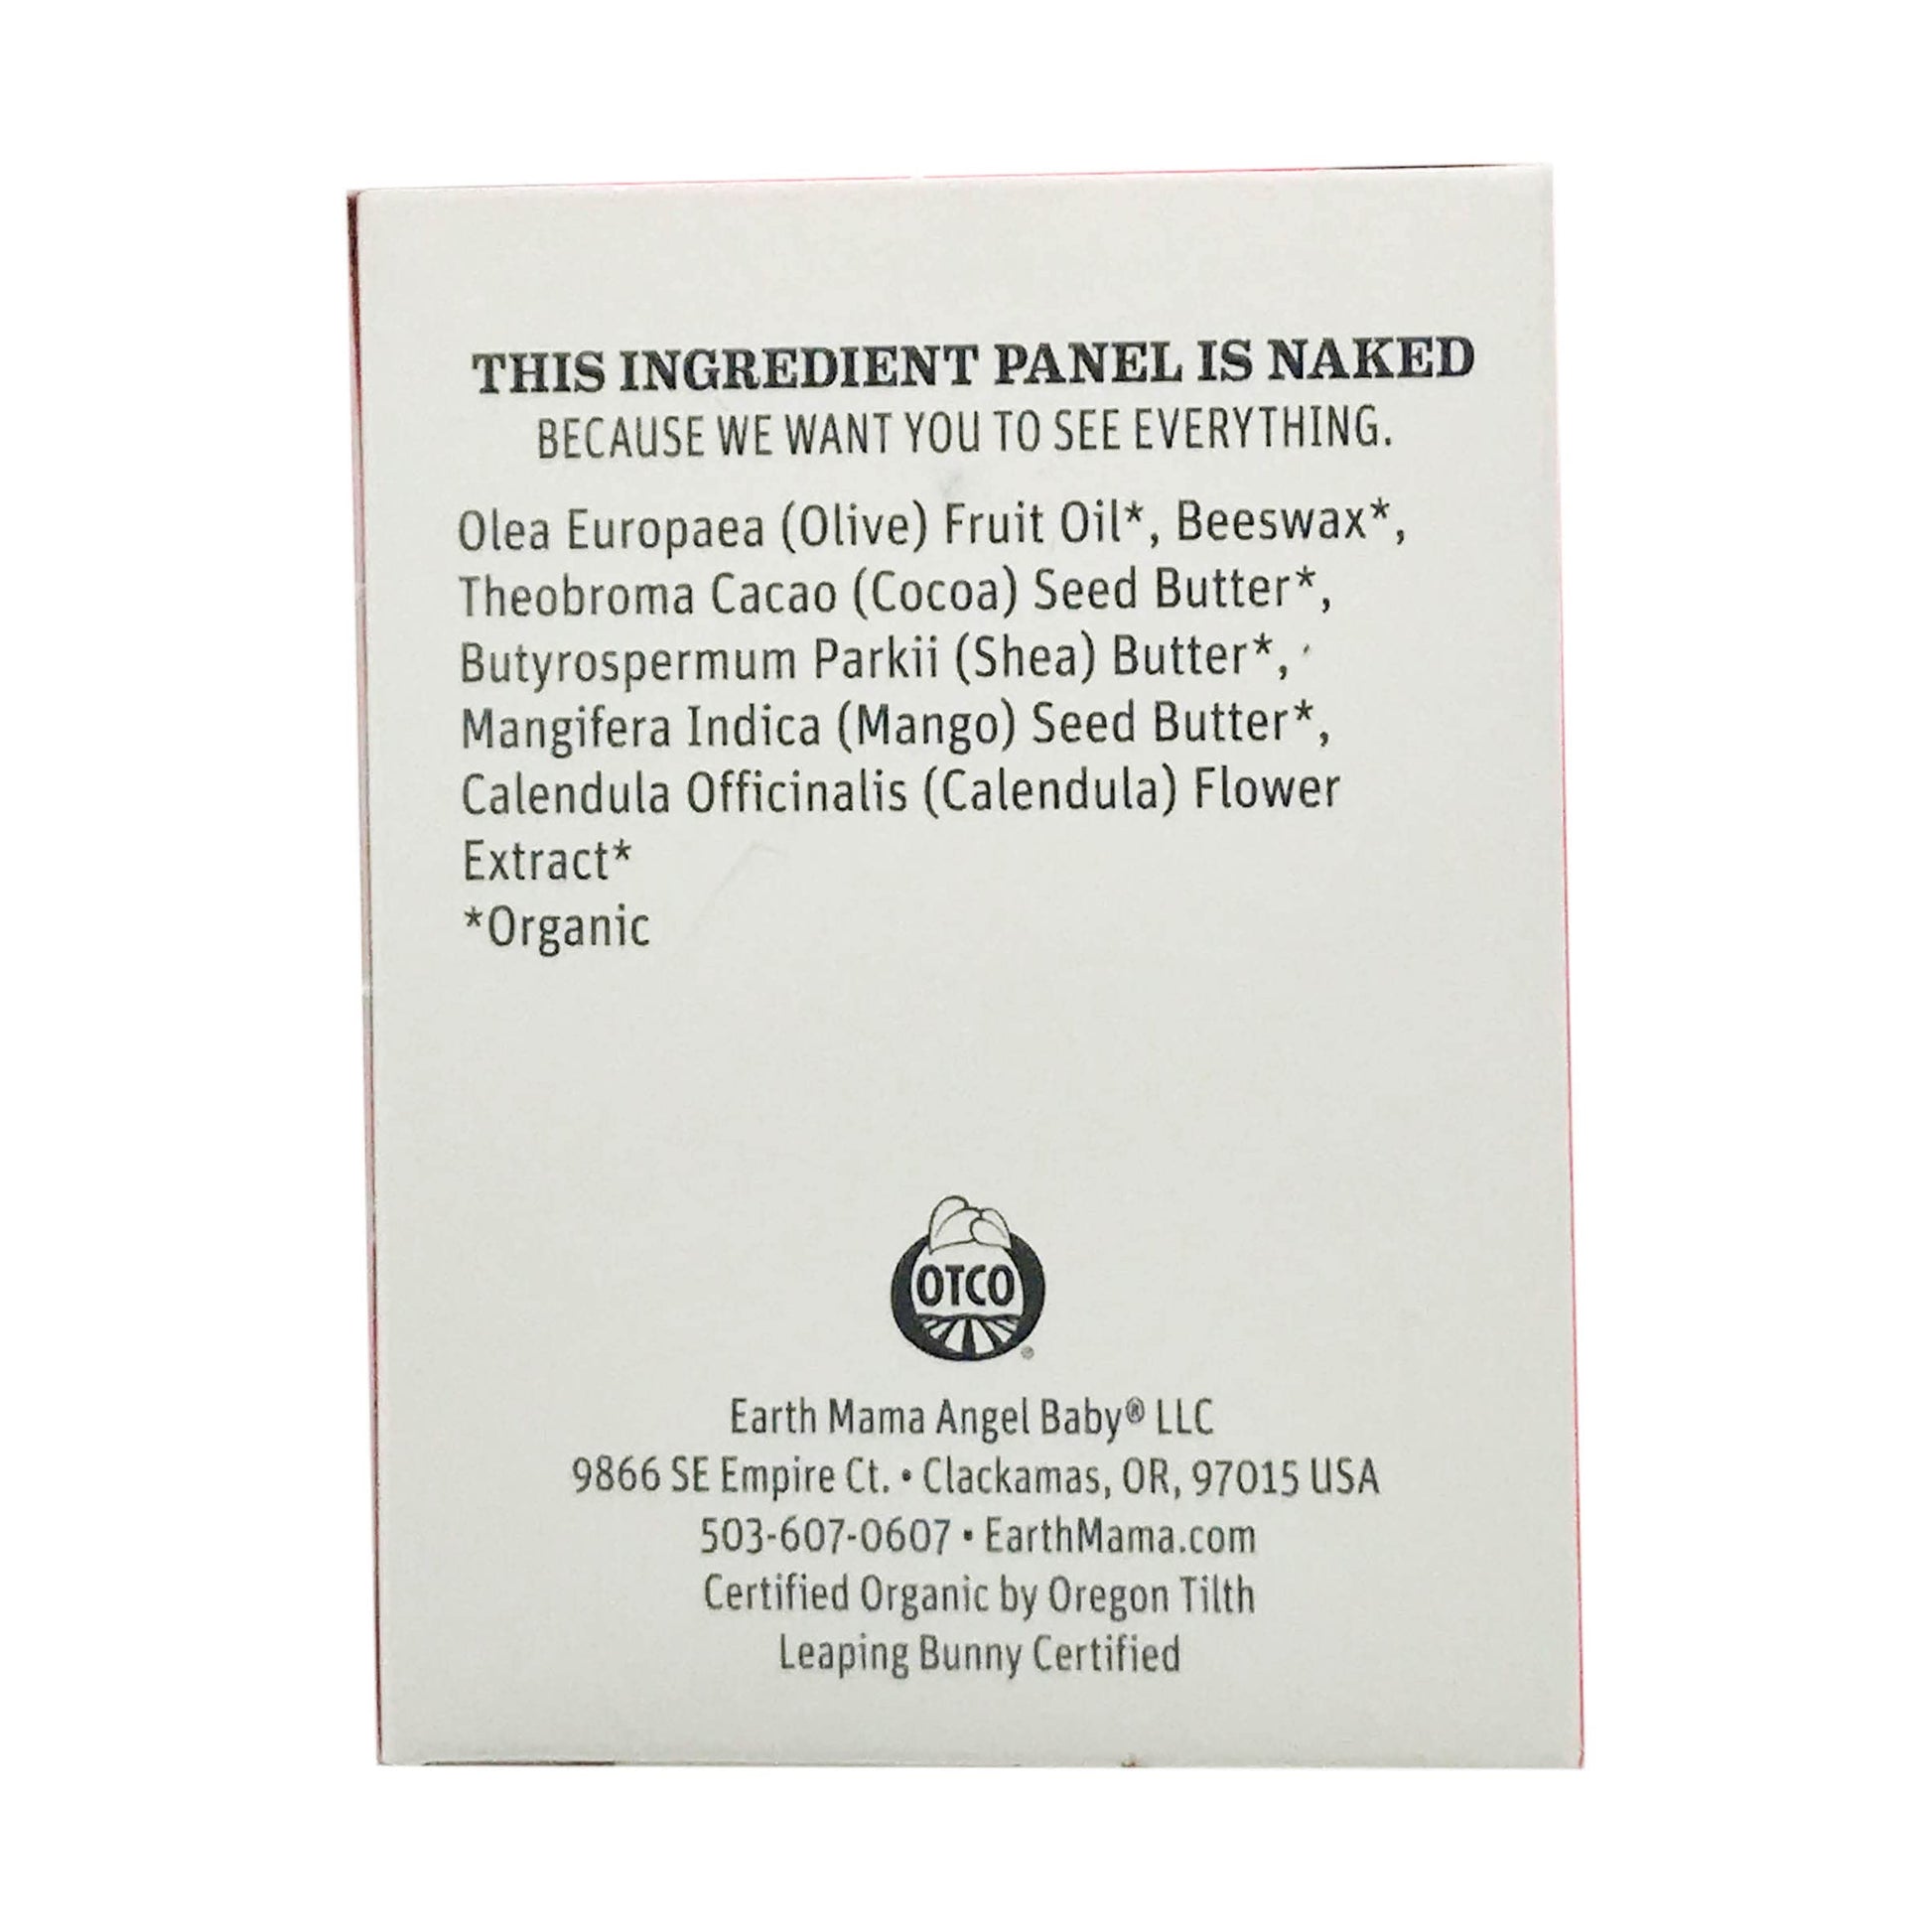 THIS INGREDIENT PANEL IS NAKED
BECAUSE WE WANT YOU TO SEE EVERYTHING.
Olea Europaea (Olive) Fruit Oil*, Beeswax*,
Theobroma Cacao (Cocoa) Seed Butter*,
Butyrospermum Parkii (Shea) Butter*,
Mangifera Indica (Mango) Seed Butter*,
Calendula Officinalis (Calendula) Flower
Extract*
*Organic
OTCO
®
Earth Mama Angel Baby® LLC
9866 SE Empire Ct. • Clackamas, OR, 97015 USA
503-607-0607 • EarthMama.com
Certified Organic by Oregon Tilth
Leaping Bunny Certified